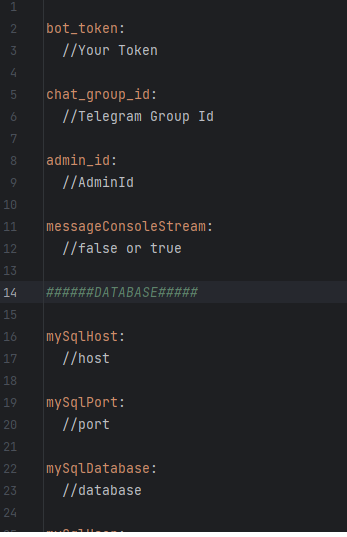 1
2 bot_token:
3 //Your Token
4
5 chat_group_id:
6 //Telegram Group Id
7
8 admin_id:
9 //AdminId
10
11 messageConsoleStream:
12 //false or true
13
14 ######DATABASE#####
15
16 mySqlHost:
17 //host
18
19 mySqlPort:
20 //port
21
22 mySqlDatabase:
23 //database
24